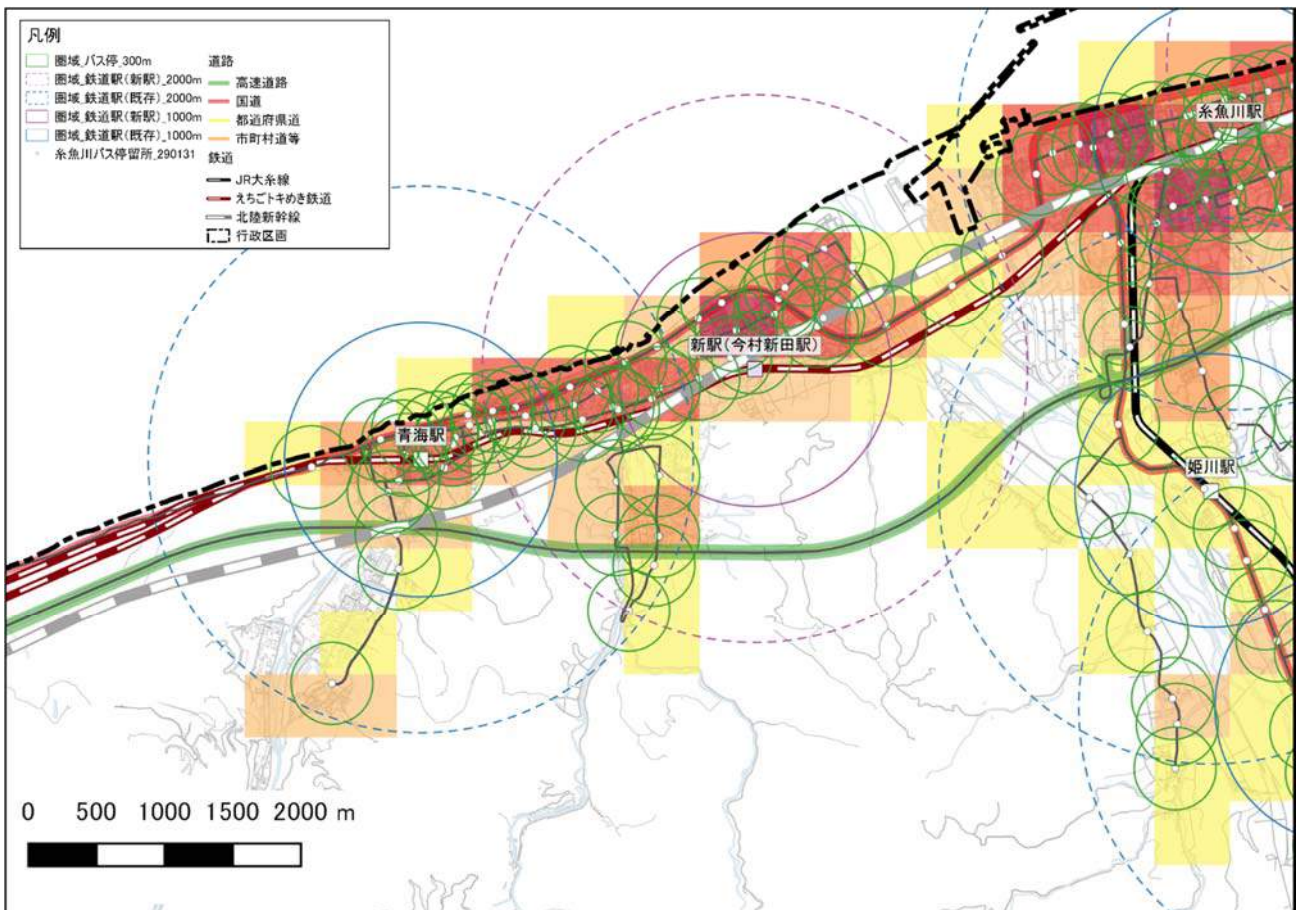 凡例
圏域_バス停_300m
圏域_鉄道駅(新駅)_2000m
圏域_鉄道駅(既存)_2000m
圏域_鉄道駅(新駅)_1000m
圏域_鉄道駅(既存)_1000m
糸魚川バス停留所_290131
道路
高速道路
国道
都道府県道
市町村道等
鉄道
JR大糸線
えちごトキめき鉄道
北陸新幹線
行政区画
糸魚川駅
新駅(今村新田駅)
青海駅
姫川駅
0 500 1000 1500 2000 m